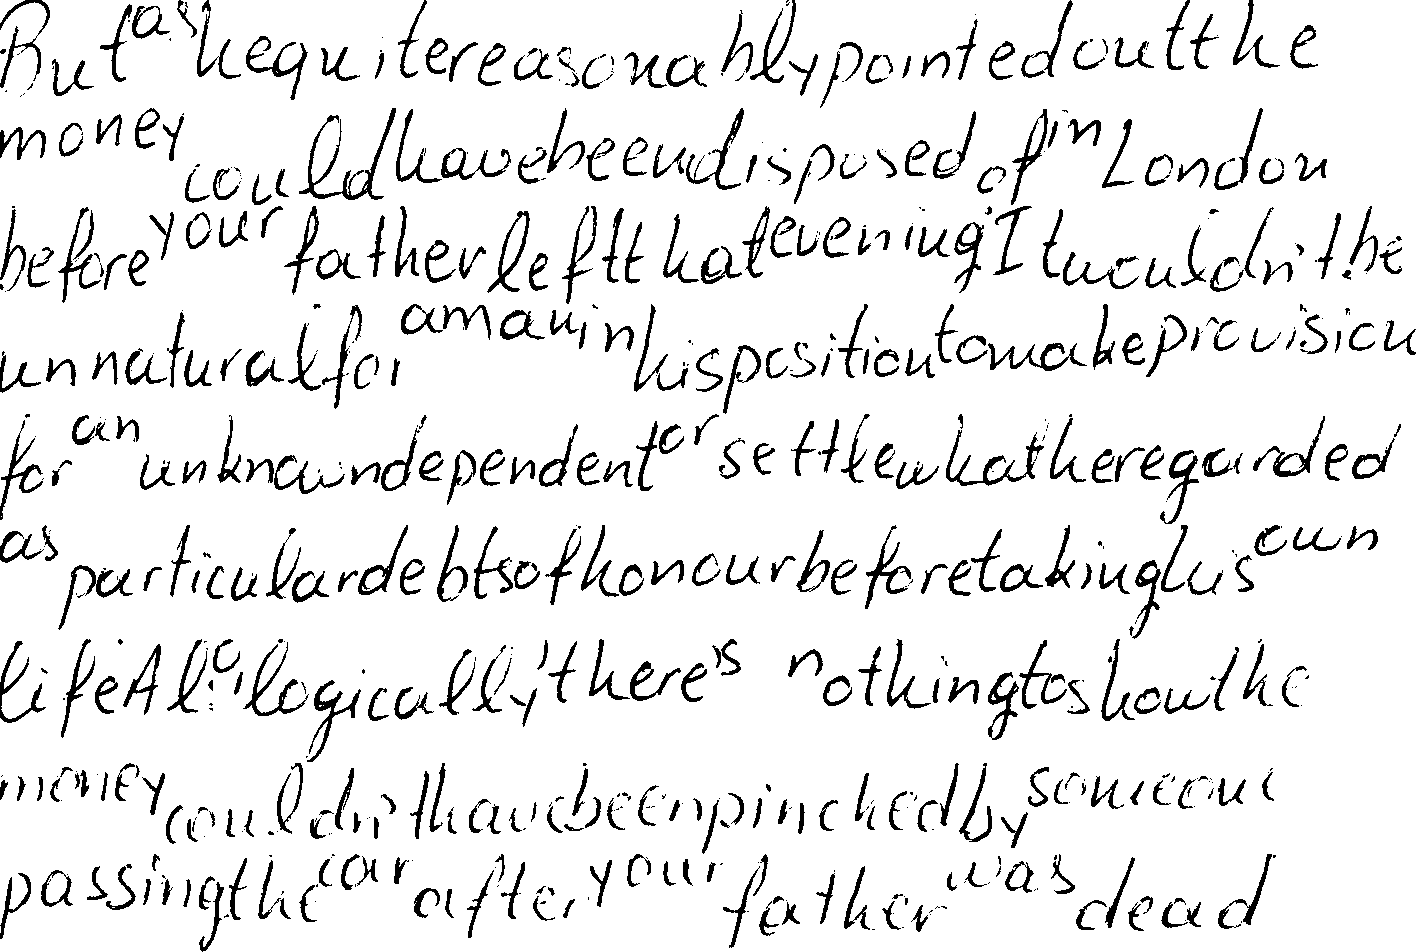 But as he quite reasonably pointed out the
money could have been disposed of in London
before your father left that evening. It wouldn't be
unnatural for a man in his position to make provision
for an unknown dependent or settle what he regarded
as particular debts of honour before taking his own
life. Also, logically, there's nothing to show the
money couldn't have been pinched by someone
passing the car after your father was dead